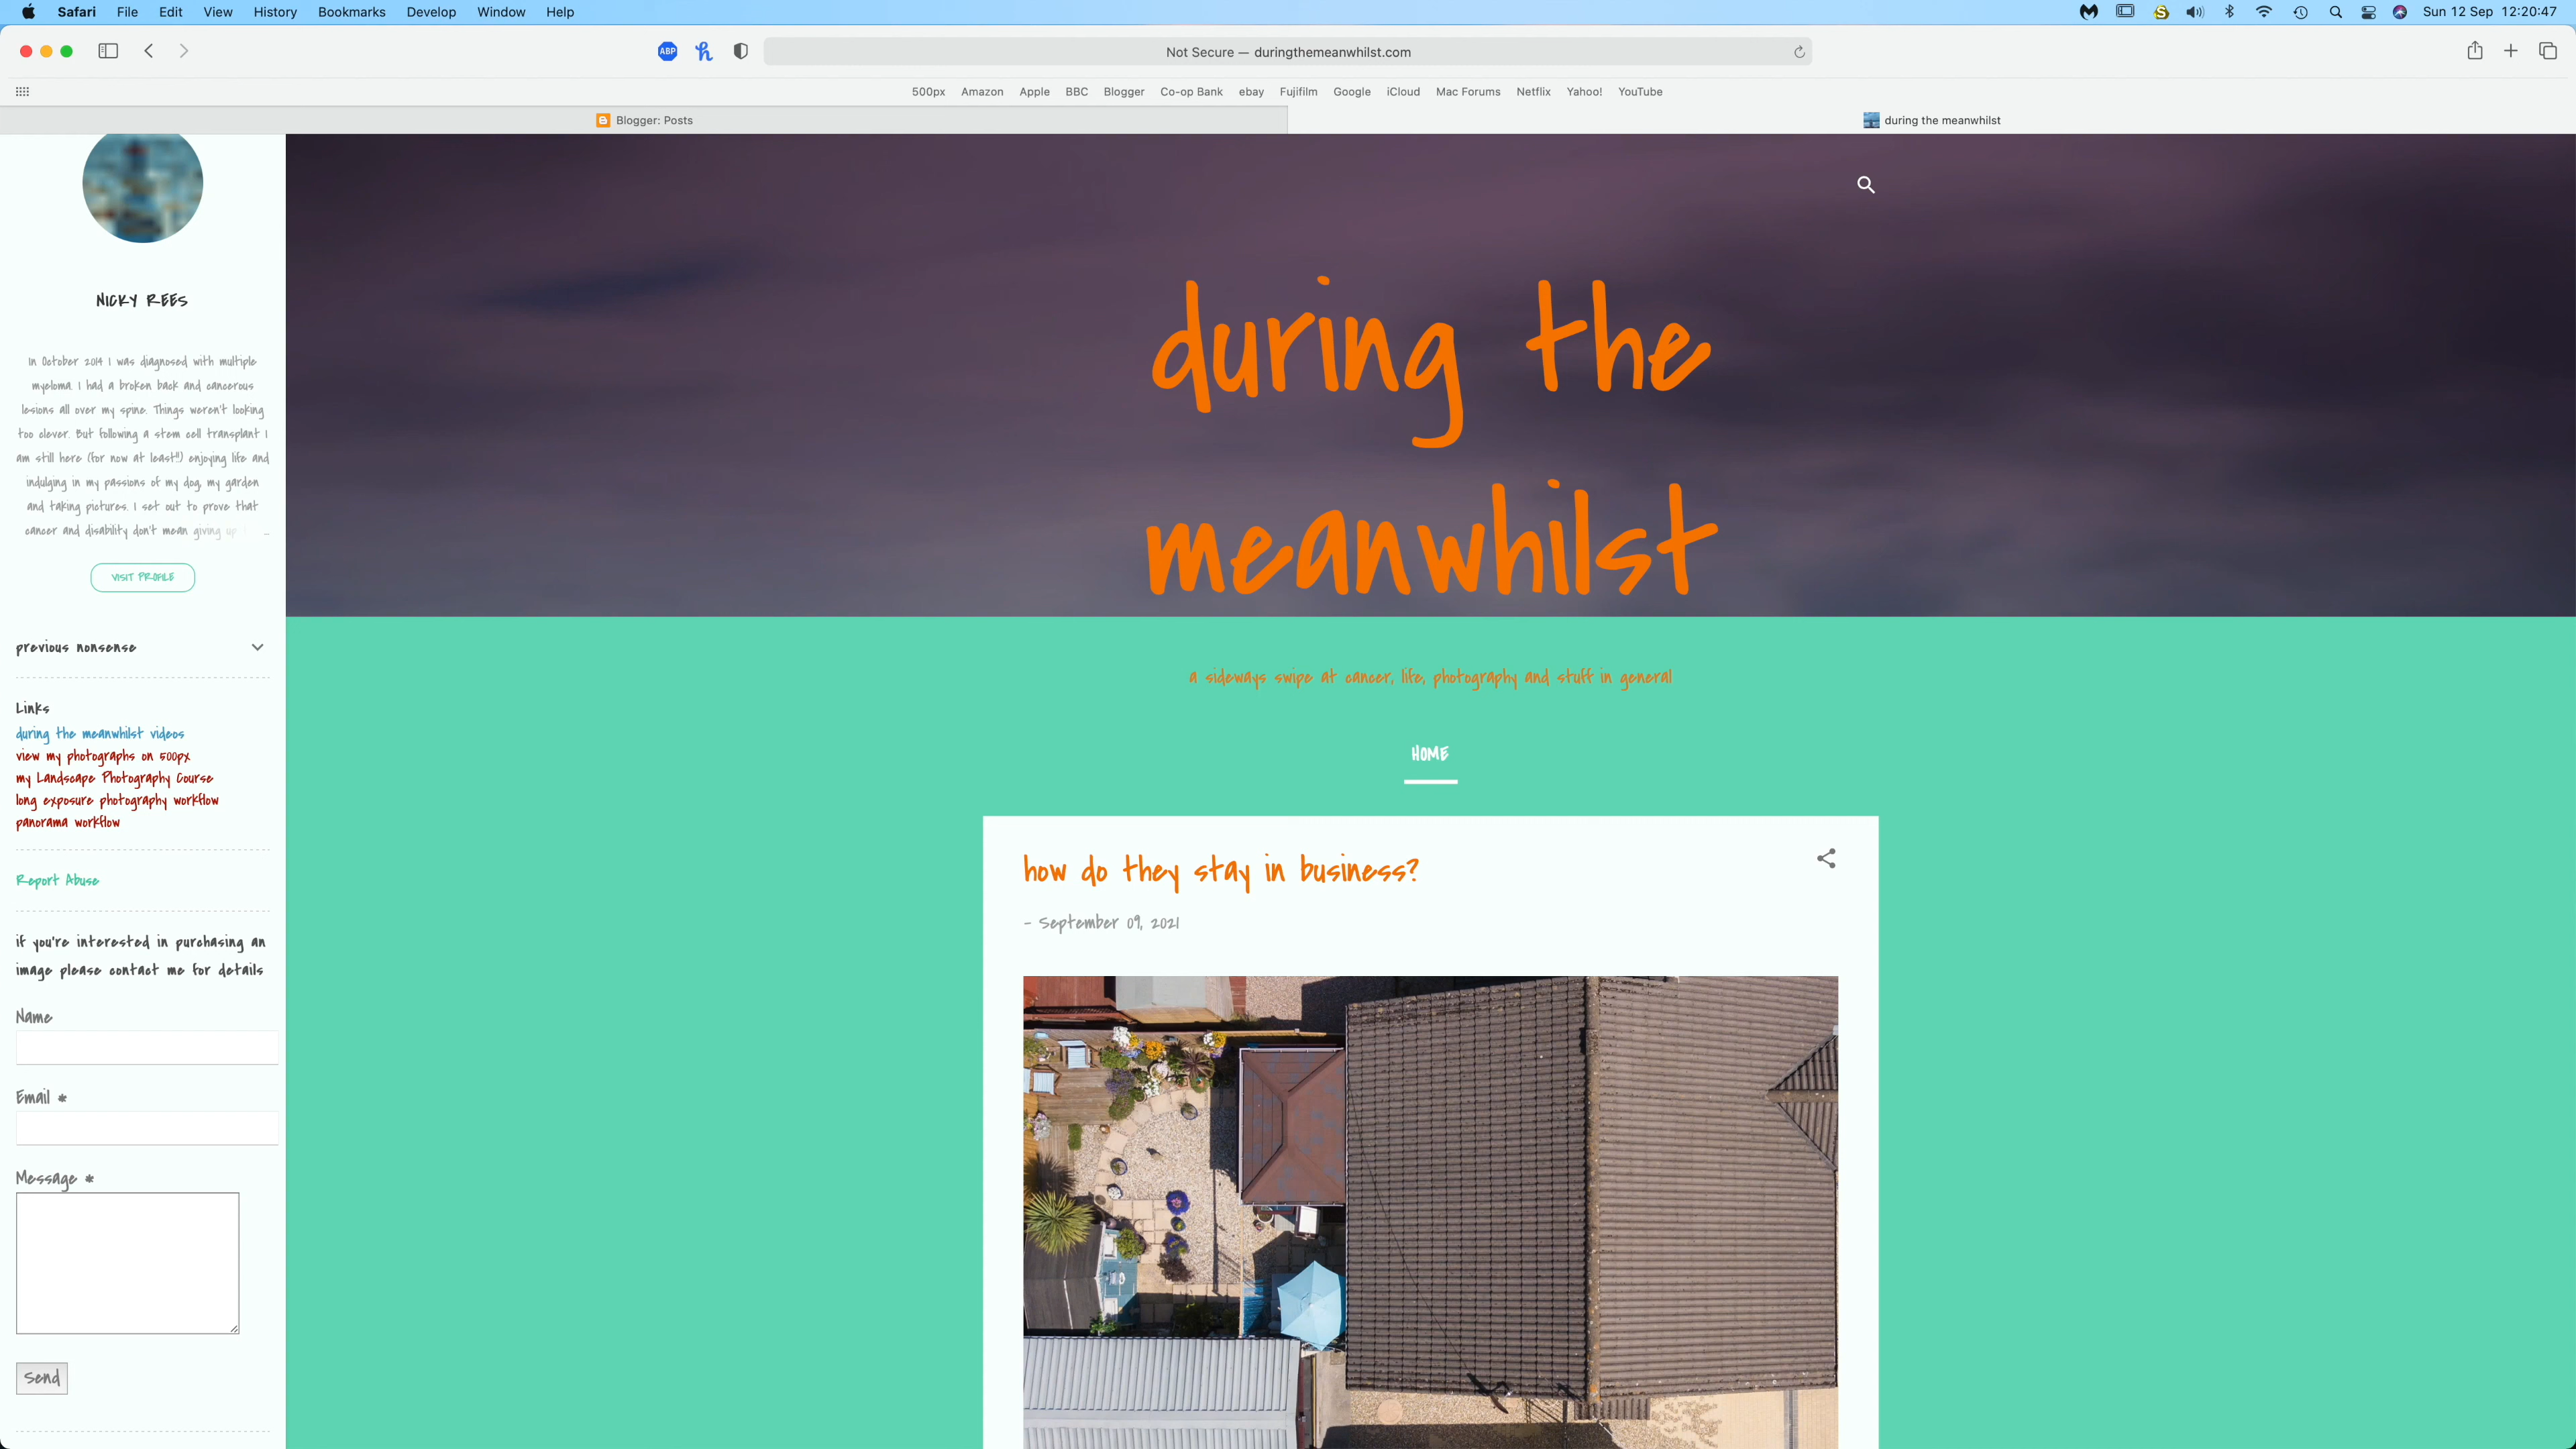 Safari File Edit View History Bookmarks Develop Window Help
S
Sun 12 Sep 12:20:47
ABP
Not Secure — duringthemeanwhilst.com
500px Amazon Apple BBC Blogger Co-op Bank ebay Fujifilm Google iCloud Mac Forums Netflix Yahoo! YouTube
Blogger: Posts
during the meanwhilst
NICKY REES
In October 2014 I was diagnosed with multiple
myeloma. I had a broken back and cancerous
lesions all over my spine. Things weren't looking
too clever. But following a stem cell transplant I
am still here (for now at least!!) enjoying life and
indulging in my passions of my dog, my garden
and taking pictures. I set out to prove that
cancer and disability don't mean giving up
VISIT PROFILE
previous nonsense
Links
during the meanwhilst videos
view my photographs on 500px
my Landscape Photography Course
long exposure photography workflow
panorama workflow
Report Abuse
if you're interested in purchasing an
image please contact me for details
Name
Email *
Message *
Send
during the
meanwhilst
a sideways swipe at cancer, life, photography and stuff in general
HOME
how do they stay in business?
- September 09, 2021